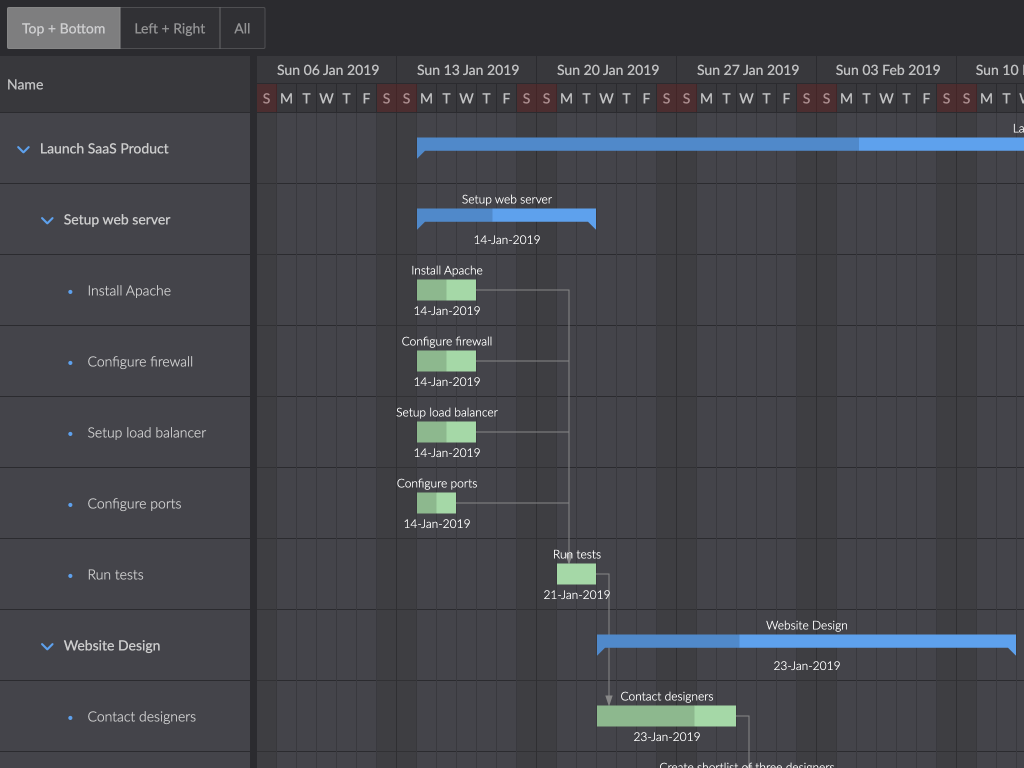 Top + Bottom Left + Right All
Name
Sun 06 Jan 2019 Sun 13 Jan 2019 Sun 20 Jan 2019 Sun 27 Jan 2019 Sun 03 Feb 2019 Sun 10
S M T W T F S S M T W T F S S M T W T F S S M T W T F S S M T W T F S S M T
La
Launch SaaS Product
Setup web server
Setup web server
14-Jan-2019
Install Apache
Install Apache
14-Jan-2019
Configure firewall
Configure firewall
14-Jan-2019
Setup load balancer
Setup load balancer
14-Jan-2019
Configure ports
Configure ports
14-Jan-2019
Run tests
Run tests
21-Jan-2019
Website Design
Website Design
23-Jan-2019
Contact designers
Contact designers
23-Jan-2019
Create shortlist of three designers